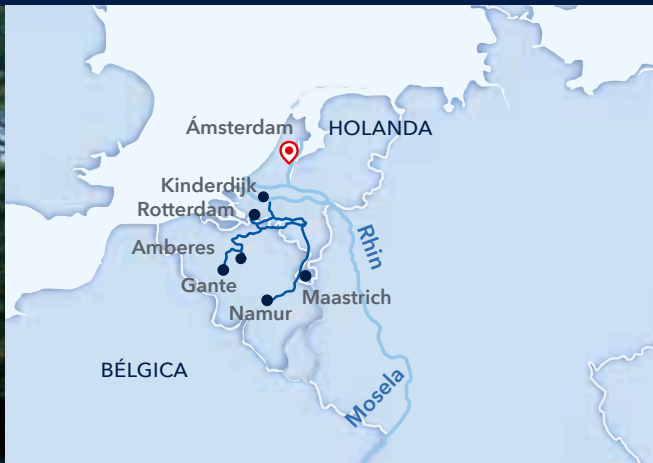 Ámsterdam
HOLANDA
Kinderdijk
Rotterdam
Rhin
Amberes
Gante
Maastrich
Namur
BÉLGICA
Mosela